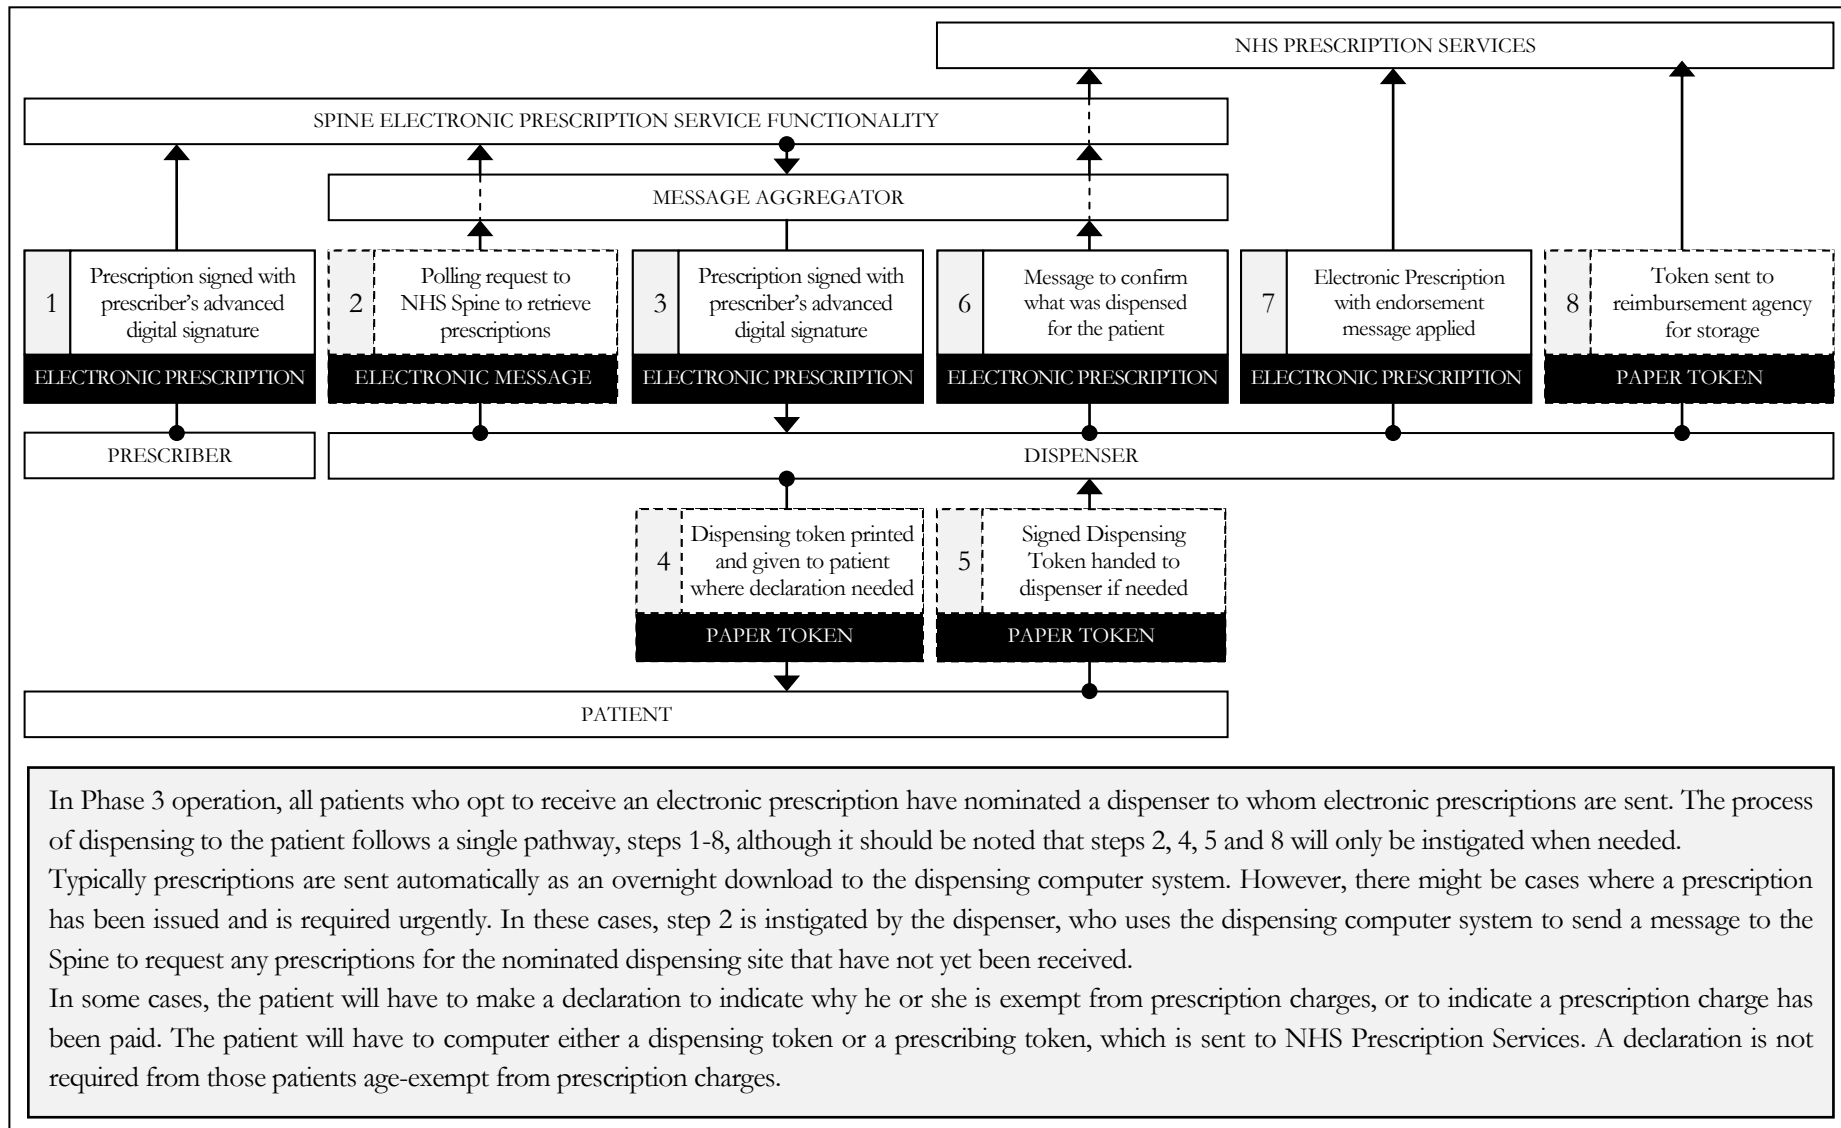 NHS PRESCRIPTION SERVICES
SPINE ELECTRONIC PRESCRIPTION SERVICE FUNCTIONALITY
MESSAGE AGGREGATOR
1
Prescription signed with
prescriber's advanced
digital signature
ELECTRONIC PRESCRIPTION
2
Polling request to
NHS Spine to retrieve
prescriptions
ELECTRONIC MESSAGE
3
Prescription signed with
prescriber's advanced
digital signature
ELECTRONIC PRESCRIPTION
6
Message to confirm
what was dispensed
for the patient
ELECTRONIC PRESCRIPTION
7
Electronic Prescription
with endorsement
message applied
ELECTRONIC PRESCRIPTION
8
Token sent to
reimbursement agency
for storage
PAPER TOKEN
PRESCRIBER
DISPENSER
4
Dispensing token printed
and given to patient
where declaration needed
PAPER TOKEN
5
Signed Dispensing
Token handed to
dispenser if needed
PAPER TOKEN
PATIENT
In Phase 3 operation, all patients who opt to receive an electronic prescription have nominated a dispenser to whom electronic prescriptions are sent. The process
of dispensing to the patient follows a single pathway, steps 1-8, although it should be noted that steps 2, 4, 5 and 8 will only be instigated when needed.
Typically prescriptions are sent automatically as an overnight download to the dispensing computer system. However, there might be cases where a prescription
has been issued and is required urgently. In these cases, step 2 is instigated by the dispenser, who uses the dispensing computer system to send a message to the
Spine to request any prescriptions for the nominated dispensing site that have not yet been received.
In some cases, the patient will have to make a declaration to indicate why he or she is exempt from prescription charges, or to indicate a prescription charge has
been paid. The patient will have to computer either a dispensing token or a prescribing token, which is sent to NHS Prescription Services. A declaration is not
required from those patients age-exempt from prescription charges.